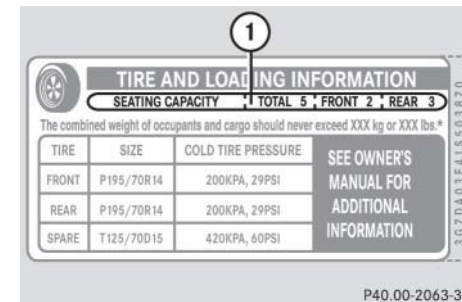 1
TIRE AND LOADING INFORMATION
SEATING CAPACITY TOTAL 5 FRONT 2 REAR 3
The combined weight of occupants and cargo should never exceed XXX kg or XXX lbs.*
TIRE SIZE COLD TIRE PRESSURE SEE OWNER'S MANUAL FOR ADDITIONAL INFORMATION
FRONT P195/70R14 200KPA, 29PSI
REAR P195/70R14 200KPA, 29PSI
SPARE T125/70D15 420KPA, 60PSI
3G7DA03E41S503870
P40.00-2063-3